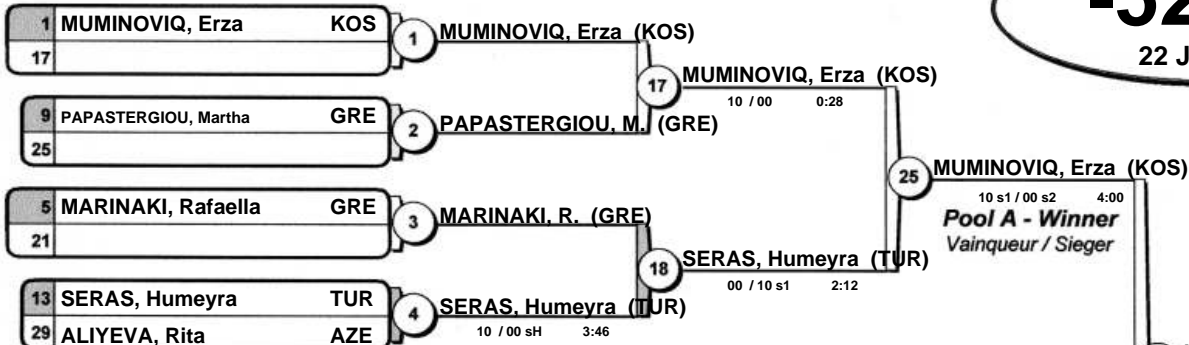 -52
22 J
1 MUMINOVIQ, Erza KOS
17
1
MUMINOVIQ, Erza (KOS)
9 PAPASTERGIOU, Martha GRE
25
2
PAPASTERGIOU, M. (GRE)
17
MUMINOVIQ, Erza (KOS)
10 / 00 0:28
5 MARINAKI, Rafaella GRE
21
3
MARINAKI, R. (GRE)
13 SERAS, Humeyra TUR
29 ALIYEVA, Rita AZE
4
SERAS, Humeyra (TUR)
10 / 00 sH 3:46
18
SERAS, Humeyra (TUR)
00 / 10 s1 2:12
25
MUMINOVIQ, Erza (KOS)
10 s1 / 00 s2 4:00
Pool A - Winner
Vainqueur / Sieger